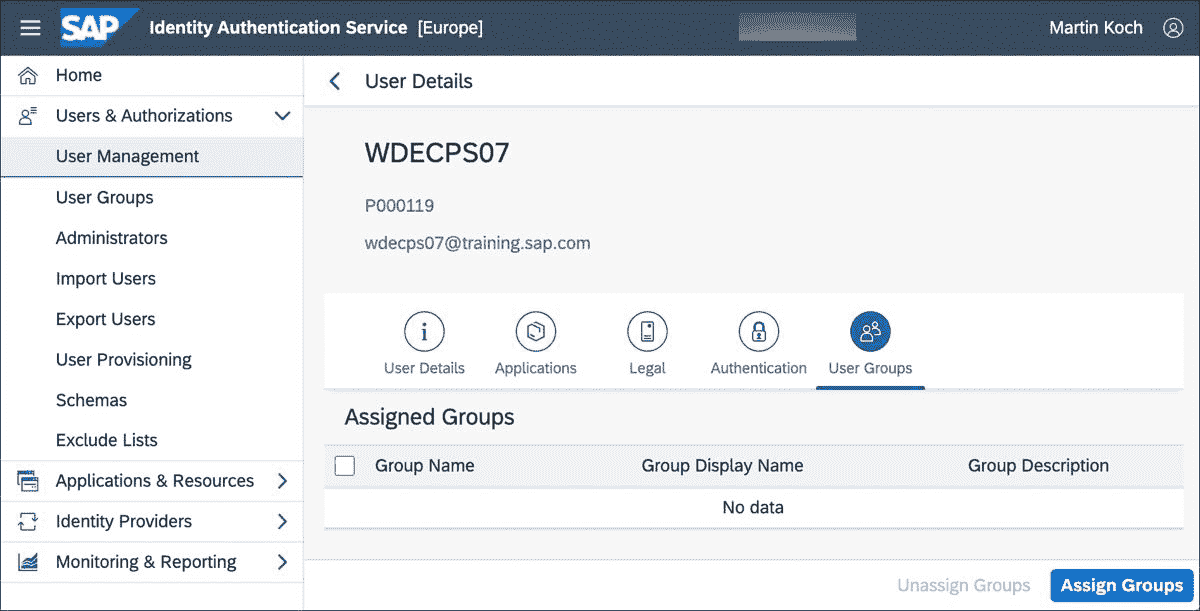 SAP Identity Authentication Service [Europe] Martin Koch
Home
Users & Authorizations
User Management
User Groups
Administrators
Import Users
Export Users
User Provisioning
Schemas
Exclude Lists
Applications & Resources
Identity Providers
Monitoring & Reporting
User Details
WDECPS07
P000119
wdecps07@training.sap.com
User Details Applications Legal Authentication User Groups
Assigned Groups
Group Name Group Display Name Group Description
No data
Unassign Groups Assign Groups